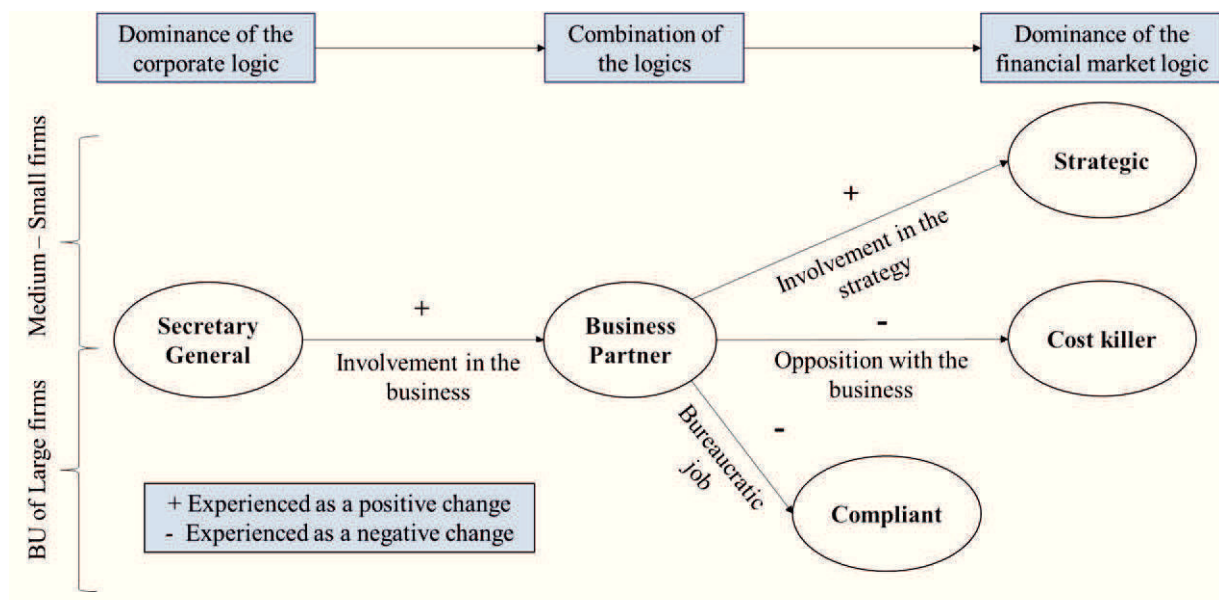 Dominance of the
corporate logic
Combination of
the logics
Dominance of the
financial market logic
Medium – Small firms
BU of Large firms
Strategic
+
Involvement in the
strategy
Secretary
General
+
Involvement in the
business
Business
Partner
-
Opposition with the
business
Cost killer
-
Bureaucratic
job
Compliant
+ Experienced as a positive change
- Experienced as a negative change